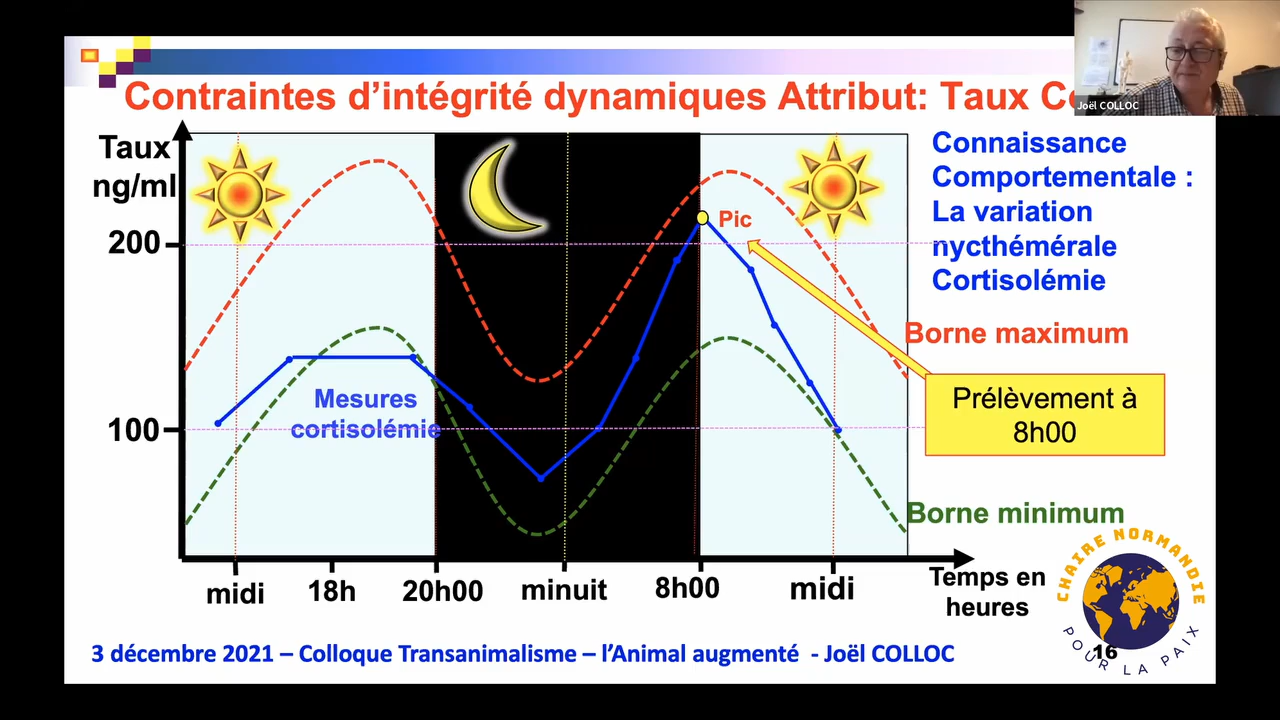 Contraintes d'intégrité dynamiques Attribut: Taux
Joël COLLOC
Taux
ng/ml
200
100
Pic
Mesures
cortisolémie
Connaissance
Comportementale :
La variation
nycthémérale
Cortisolémie
Borne maximum
Prélèvement à
8h00
Borne minimum
midi 18h 20h00 minuit 8h00 midi
Temps en
heures
CHAIRE NORMANDIE
POUR LA PAIX
16
3 décembre 2021 – Colloque Transanimalisme – l'Animal augmenté - Joël COLLOC